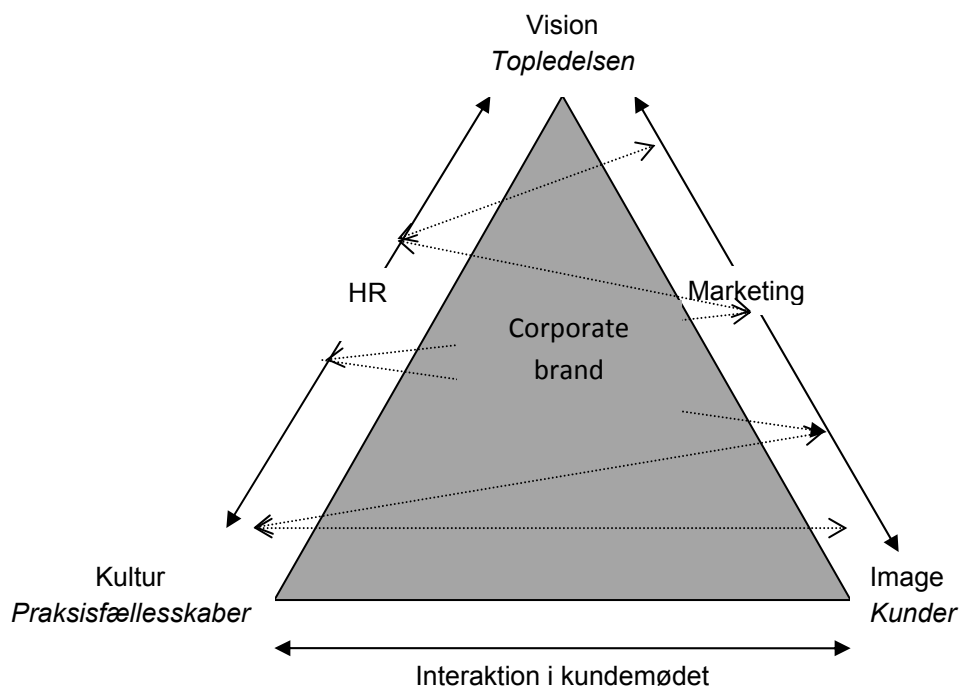 Vision
Topledelsen
HR
Marketing
Corporate
brand
Kultur
Praksisfællesskaber
Image
Kunder
Interaktion i kundemødet